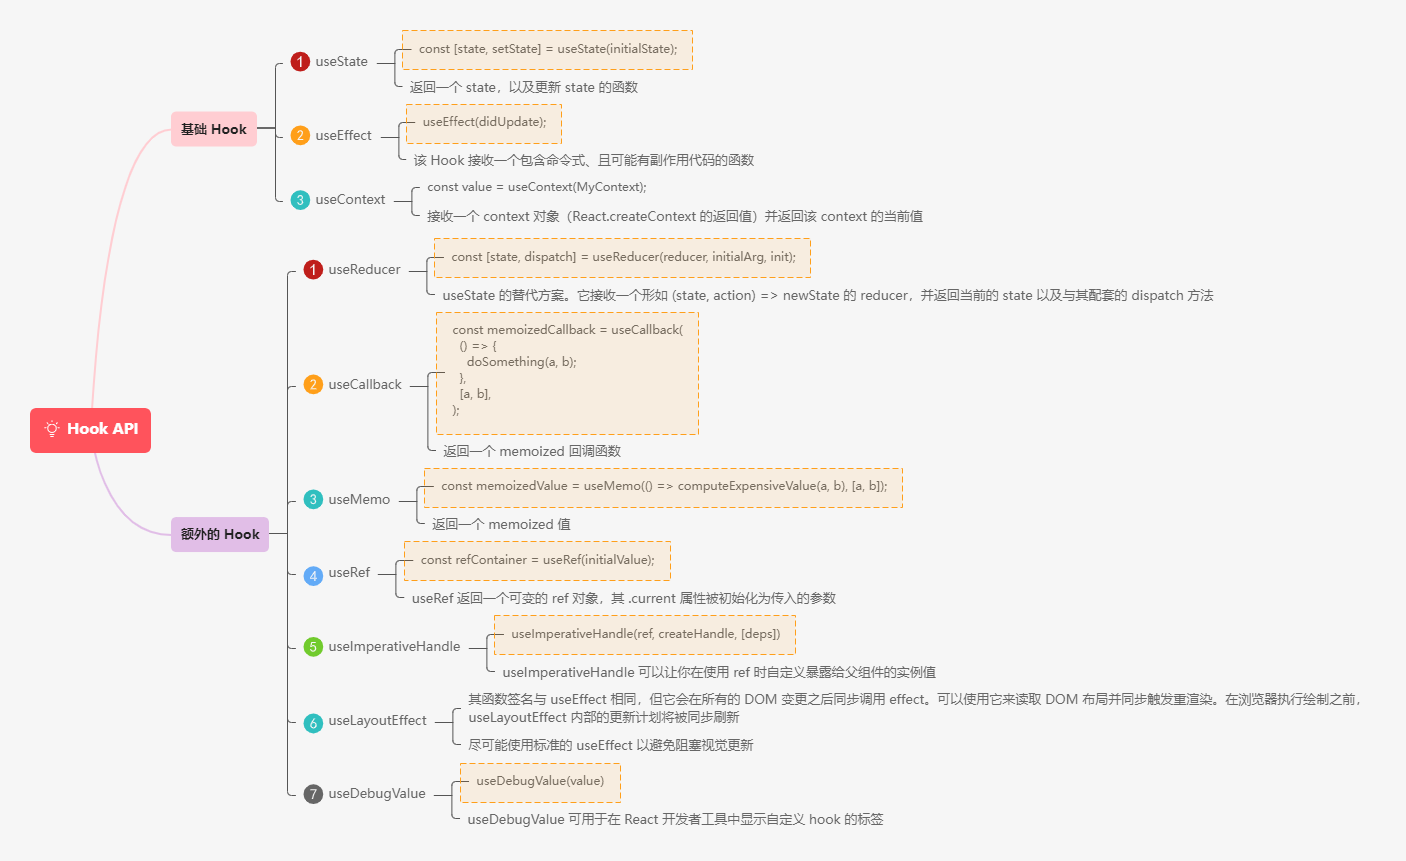 Hook API
基础 Hook
1 useState
const [state, setState] = useState(initialState);
返回一个 state，以及更新 state 的函数
2 useEffect
useEffect(didUpdate);
该 Hook 接收一个包含命令式、且可能有副作用代码的函数
3 useContext
const value = useContext(MyContext);
接收一个 context 对象（React.createContext 的返回值）并返回该 context 的当前值
额外的 Hook
1 useReducer
const [state, dispatch] = useReducer(reducer, initialArg, init);
useState 的替代方案。它接收一个形如 (state, action) => newState 的 reducer，并返回当前的 state 以及与其配套的 dispatch 方法
2 useCallback
const memoizedCallback = useCallback(
() => {
doSomething(a, b);
},
[a, b],
);
返回一个 memoized 回调函数
3 useMemo
const memoizedValue = useMemo(() => computeExpensiveValue(a, b), [a, b]);
返回一个 memoized 值
4 useRef
const refContainer = useRef(initialValue);
useRef 返回一个可变的 ref 对象，其 .current 属性被初始化为传入的参数
5 useImperativeHandle
useImperativeHandle(ref, createHandle, [deps])
useImperativeHandle 可以让你在使用 ref 时自定义暴露给父组件的实例值
6 useLayoutEffect
其函数签名与 useEffect 相同，但它会在所有的 DOM 变更之后同步调用 effect。可以使用它来读取 DOM 布局并同步触发重渲染。在浏览器执行绘制之前，
useLayoutEffect 内部的更新计划将被同步刷新
尽可能使用标准的 useEffect 以避免阻塞视觉更新
7 useDebugValue
useDebugValue(value)
useDebugValue 可用于在 React 开发者工具中显示自定义 hook 的标签